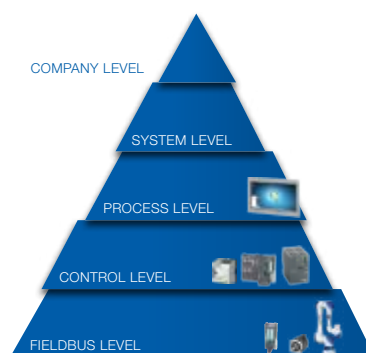 COMPANY LEVEL
SYSTEM LEVEL
PROCESS LEVEL
CONTROL LEVEL
FIELDBUS LEVEL